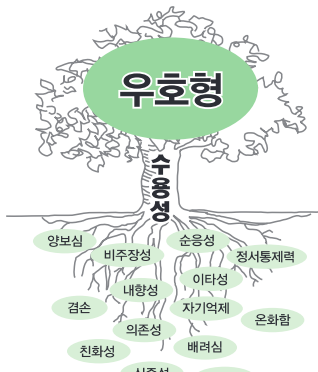 우호형
수용성
양보심
순응성
비주장성
정서통제력
이타성
내향성
겸손
자기억제
온화함
의존성
친화성
배려심